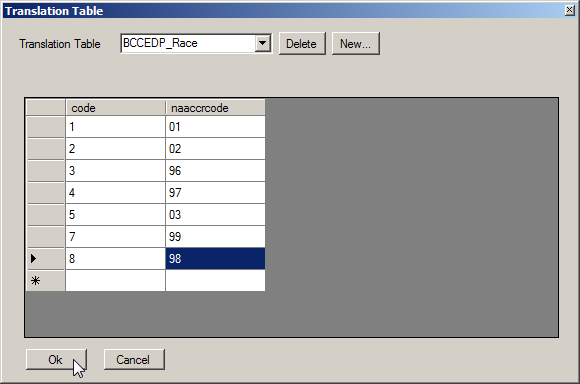 Translation Table
Translation Table BCCEDP_Race Delete New...
code naaccrcode
1 01
2 02
3 96
4 97
5 03
7 99
8 98
Ok Cancel